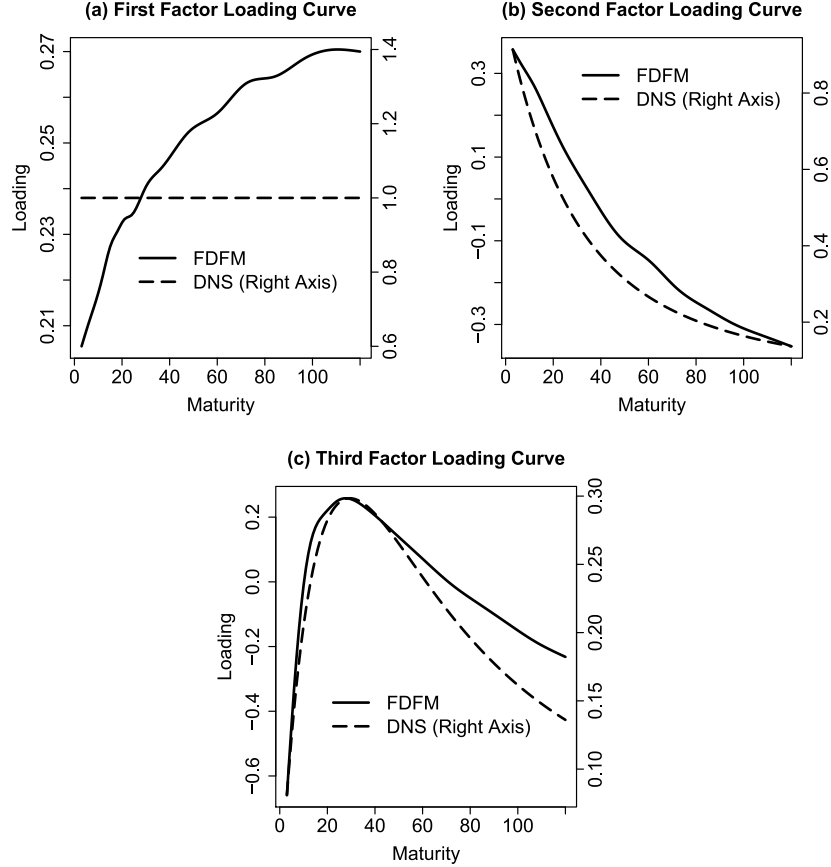 (a) First Factor Loading Curve
0.27
0.25
0.23
0.21
Loading
1.4
1.2
1.0
0.8
0.6
FDFM
DNS (Right Axis)
0 20 40 60 80 100
Maturity
(b) Second Factor Loading Curve
0.3
0.1
−0.1
−0.3
Loading
0.8
0.6
0.4
0.2
FDFM
DNS (Right Axis)
0 20 40 60 80 100
Maturity
(c) Third Factor Loading Curve
0.2
0.0
−0.2
−0.4
−0.6
Loading
0.30
0.25
0.20
0.15
0.10
FDFM
DNS (Right Axis)
0 20 40 60 80 100
Maturity